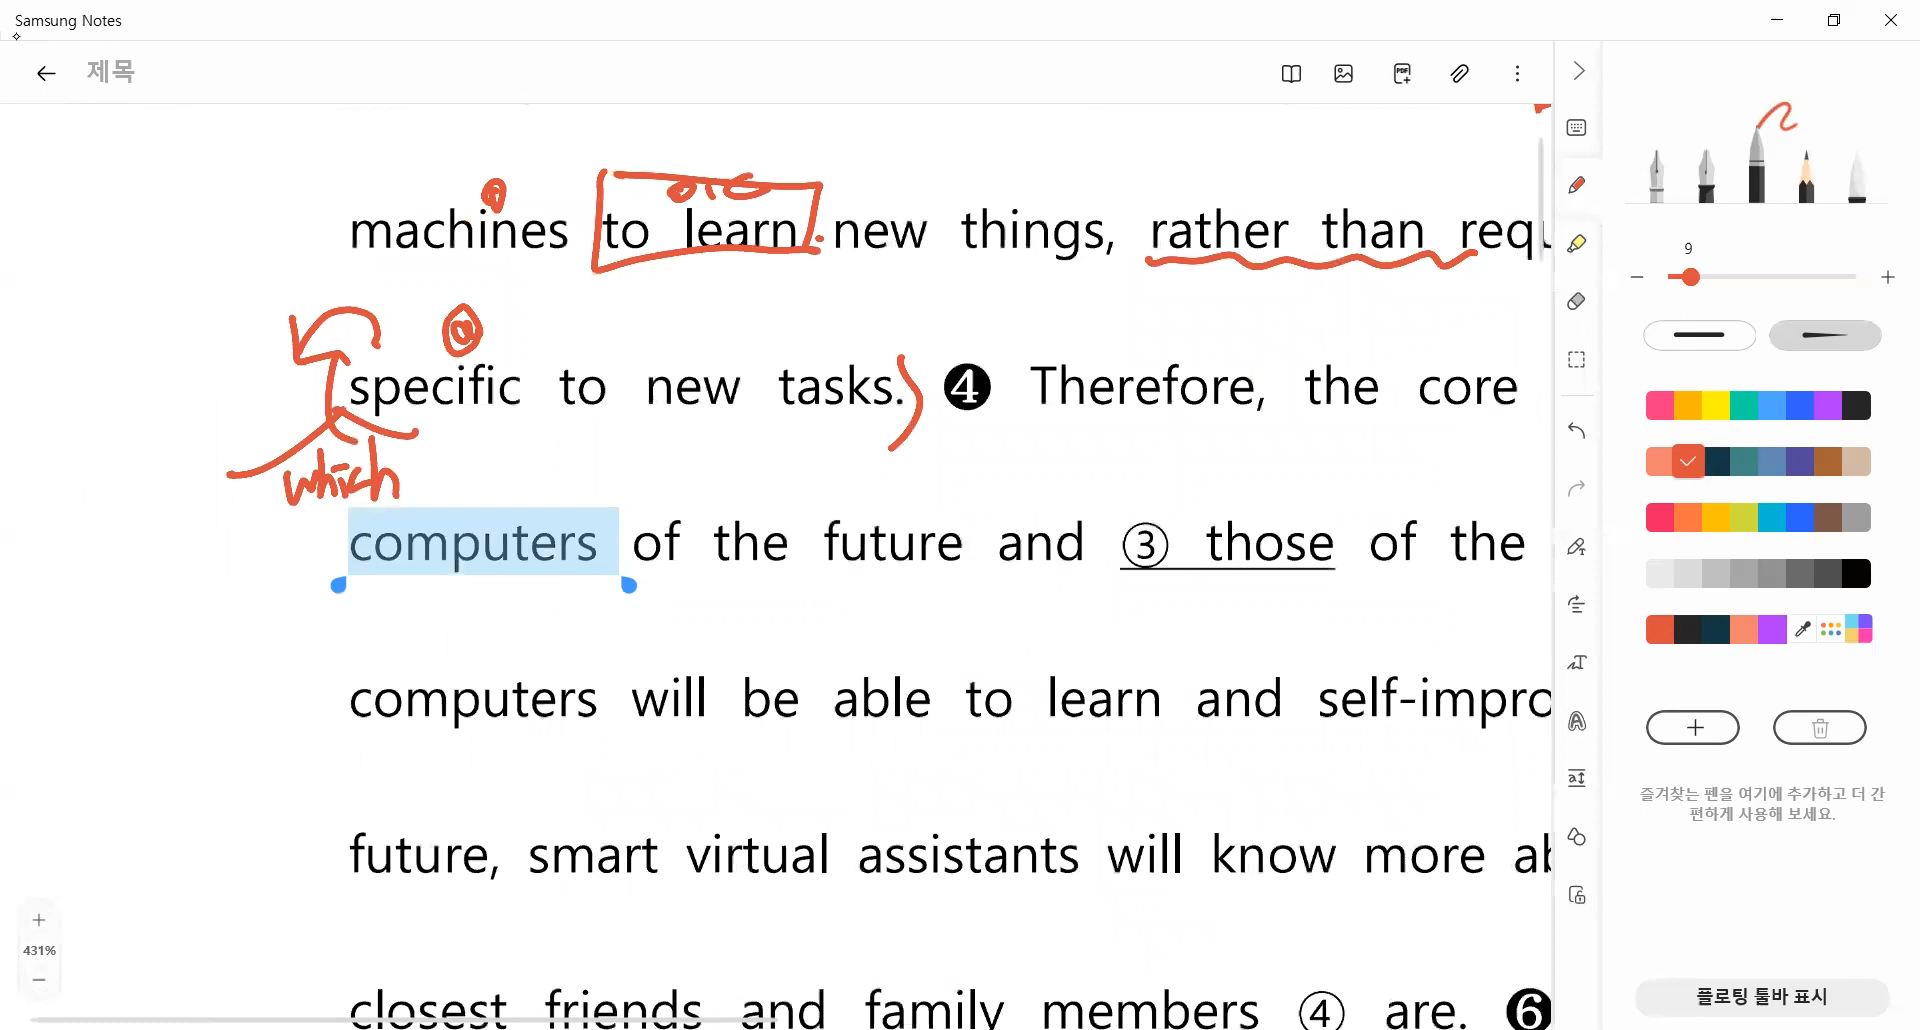 Samsung Notes
제목
machines to learn new things, rather than
specific to new tasks. ❹ Therefore, the core
which
computers of the future and ③ those of the
computers will be able to learn and
future, smart virtual assistants will know more
closest friends and family members ④ are. ❻
431%
9
즐겨찾는 펜을 여기에 추가하고 더 간
편하게 사용해 보세요.
플로팅 툴바 표시